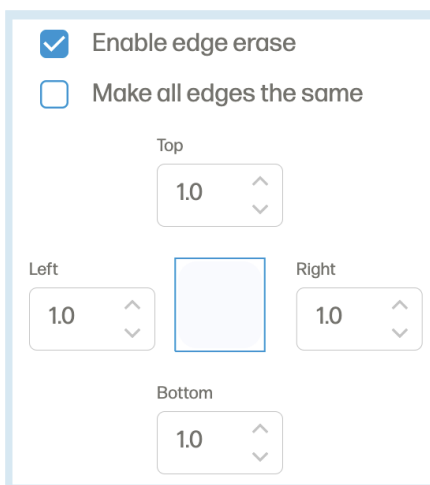 Enable edge erase
Make all edges the same
Top
1.0
Left
Right
1.0
1.0
Bottom
1.0